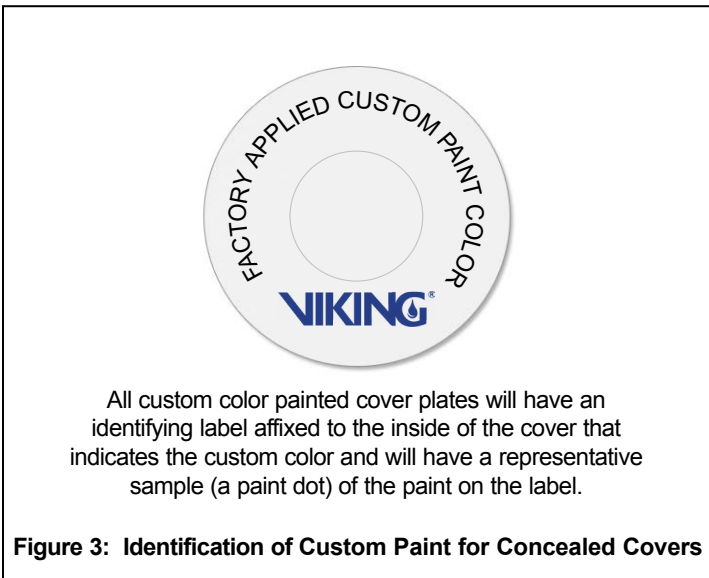 FACTORY APPLIED CUSTOM PAINT COLOR
VIKING®
All custom color painted cover plates will have an
identifying label affixed to the inside of the cover that
indicates the custom color and will have a representative
sample (a paint dot) of the paint on the label.
Figure 3: Identification of Custom Paint for Concealed Covers